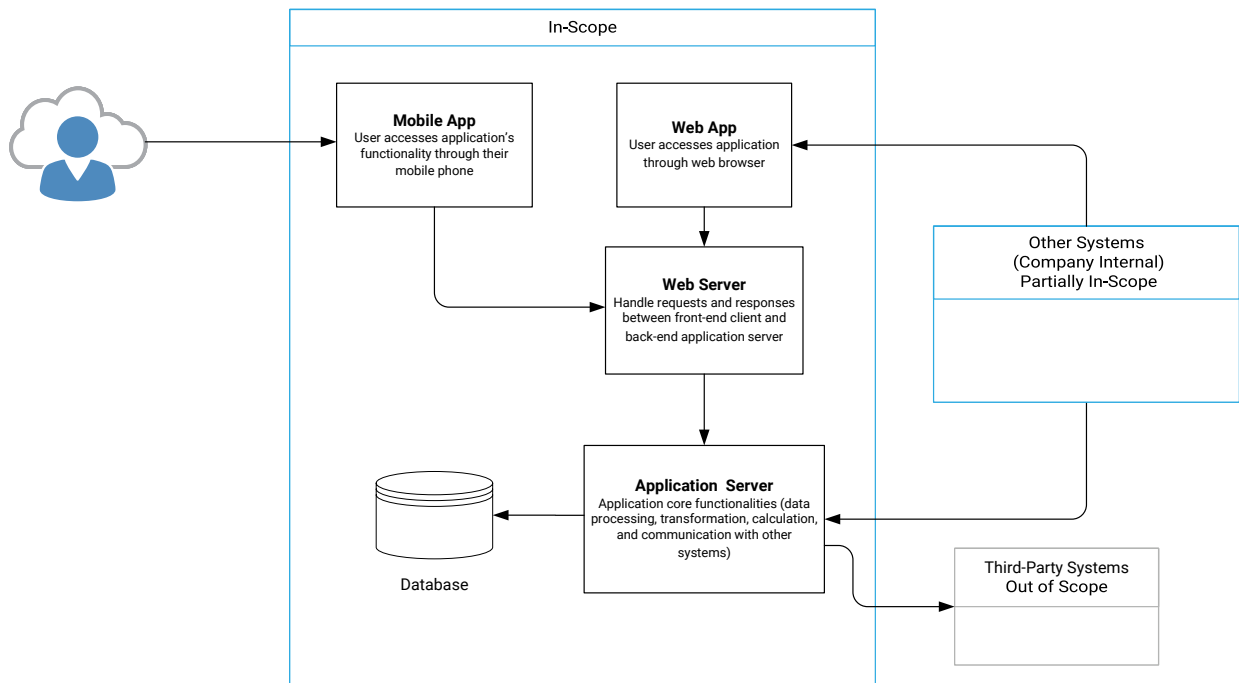 In-Scope
Mobile App
User accesses application's
functionality through their
mobile phone
Web App
User accesses application
through web browser
Other Systems
(Company Internal)
Partially In-Scope
Web Server
Handle requests and responses
between front-end client and
back-end application server
Application Server
Application core functionalities (data
processing, transformation, calculation,
and communication with other
systems)
Database
Third-Party Systems
Out of Scope